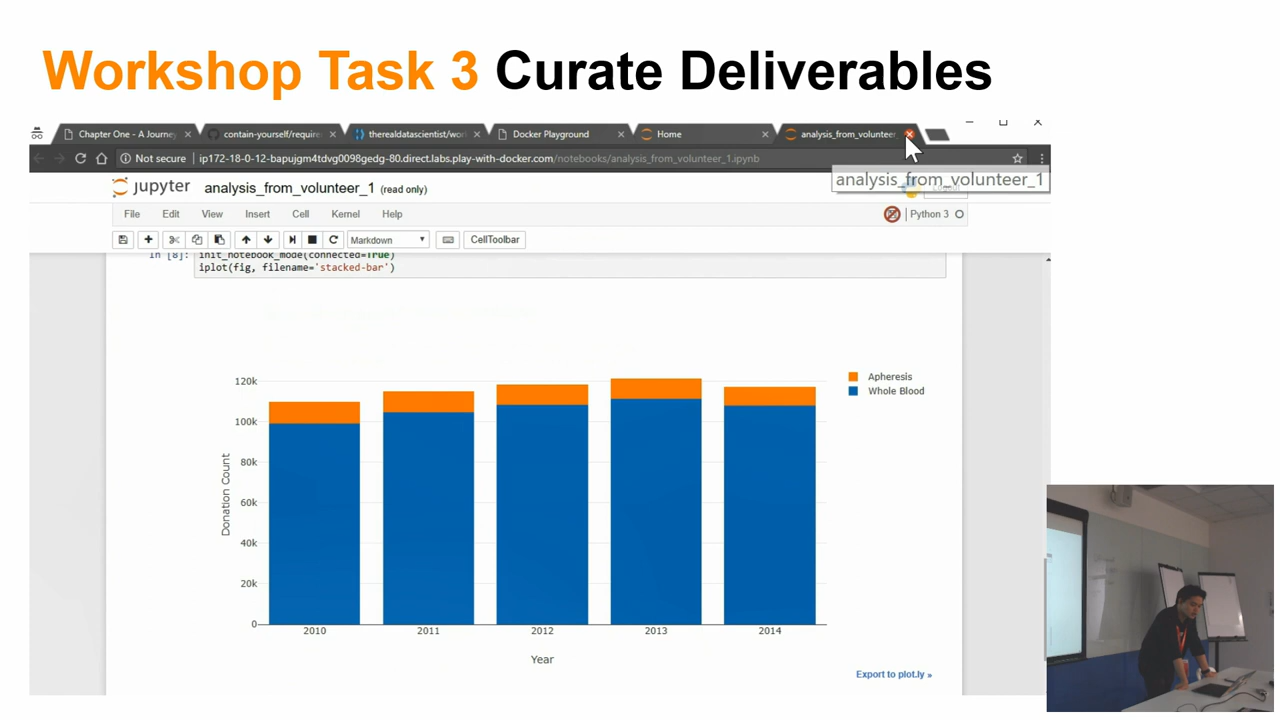 Workshop Task 3 Curate Deliverables
Chapter One - A Journey
contain-yourself/require
therealdatascientist/wor
Docker Playground
Home
analysis_from_volunteer
Not secure
ip172-18-0-12-bapujgm4tdvg0098gedg-80.direct.labs.play-with-docker.com/notebooks/analysis_from_volunteer_1.ipynb
analysis_from_volunteer_1
jupyter analysis_from_volunteer_1 (read only)
Logout
File Edit View Insert Cell Kernel Help
Python 3
Markdown
CellToolbar
In [8]: init_notebook_mode(connected=True)
iplot(fig, filename='stacked-bar')
Apheresis
Whole Blood
120k
100k
80k
60k
40k
20k
0
Donation Count
2010 2011 2012 2013 2014
Year
Export to plot.ly »